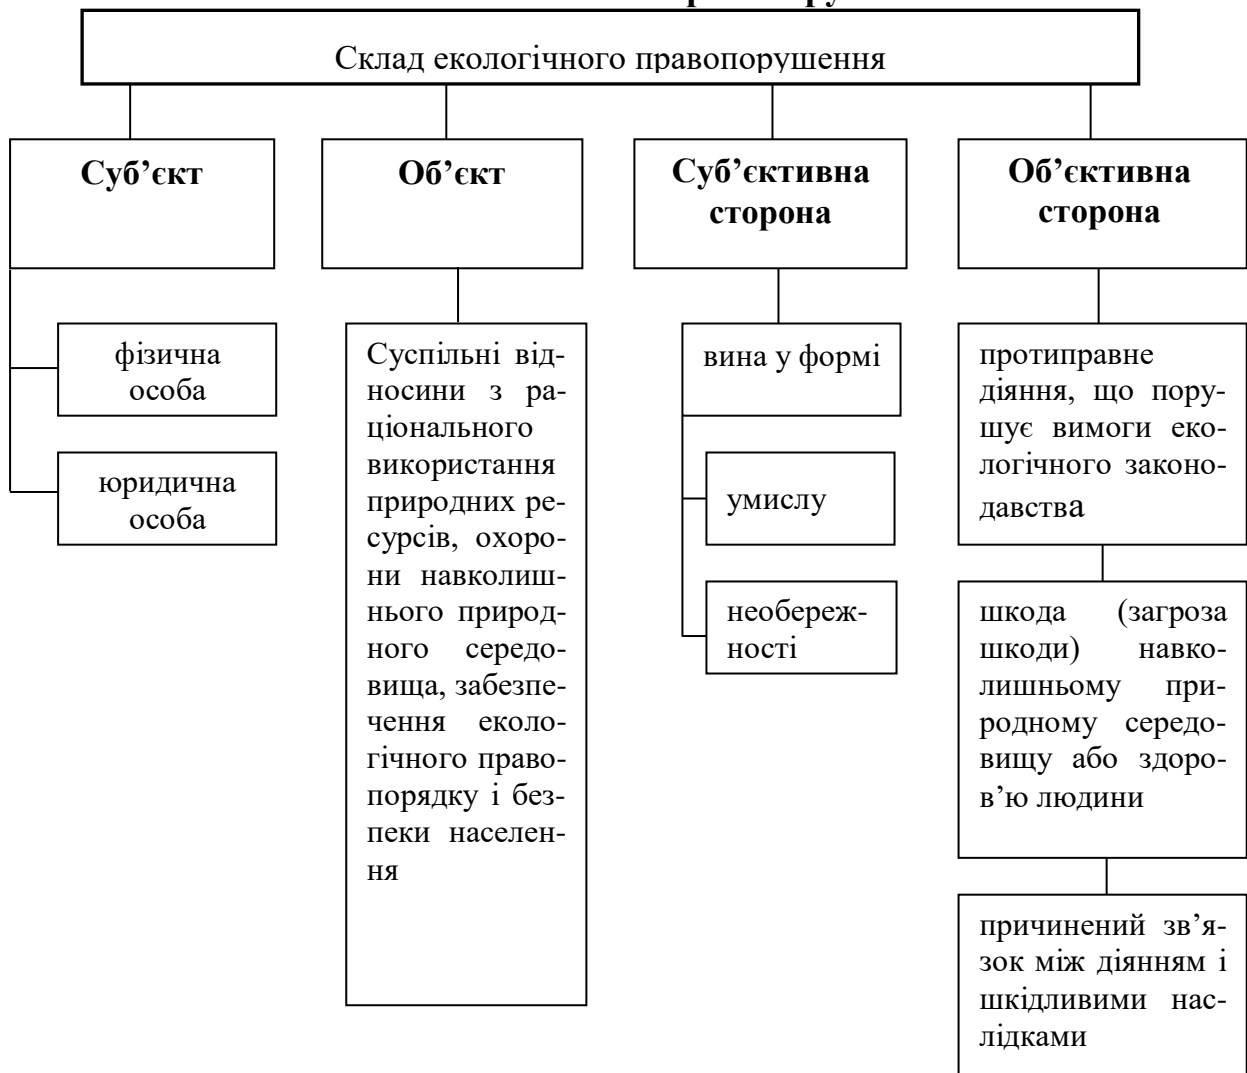 Склад екологічного правопорушення
Суб’єкт
фізична
особа
юридична
особа
Об’єкт
Суспільні від-
носини з ра-
ціонального
використання
природних ре-
сурсів, охоро-
ни навколиш-
нього природ-
ного середо-
вища, забезпе-
чення еколо-
гічного право-
порядку і без-
пеки населен-
ня
Суб’єктивна
сторона
вина у формі
умислу
необереж-
ності
Об’єктивна
сторона
протиправне
діяння, що пору-
шує вимоги еко-
логічного законо-
давства
шкода (загроза
шкоди) навко-
лишньому при-
родному середо-
вищу або здоро-
в’ю людини
причинений зв’я-
зок між діянням і
шкідливими нас-
лідками